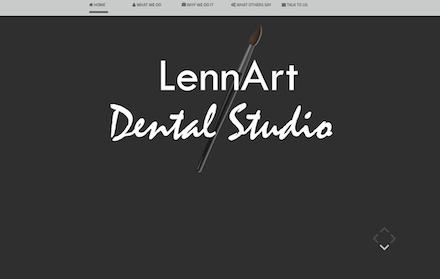 HOME WHAT WE DO WHY WE DO IT WHAT OTHERS SAY TALK TO US
LennArt
Dental Studio